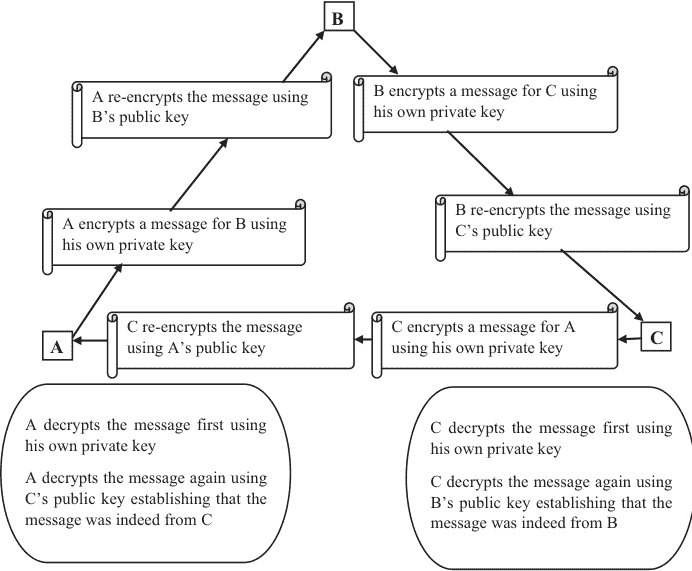 B
A re-encrypts the message using
B's public key
B encrypts a message for C using
his own private key
A encrypts a message for B using
his own private key
B re-encrypts the message using
C's public key
A
C re-encrypts the message
using A's public key
C encrypts a message for A
using his own private key
C
A decrypts the message first using
his own private key
A decrypts the message again using
C's public key establishing that the
message was indeed from C
C decrypts the message first using
his own private key
C decrypts the message again using
B's public key establishing that the
message was indeed from B